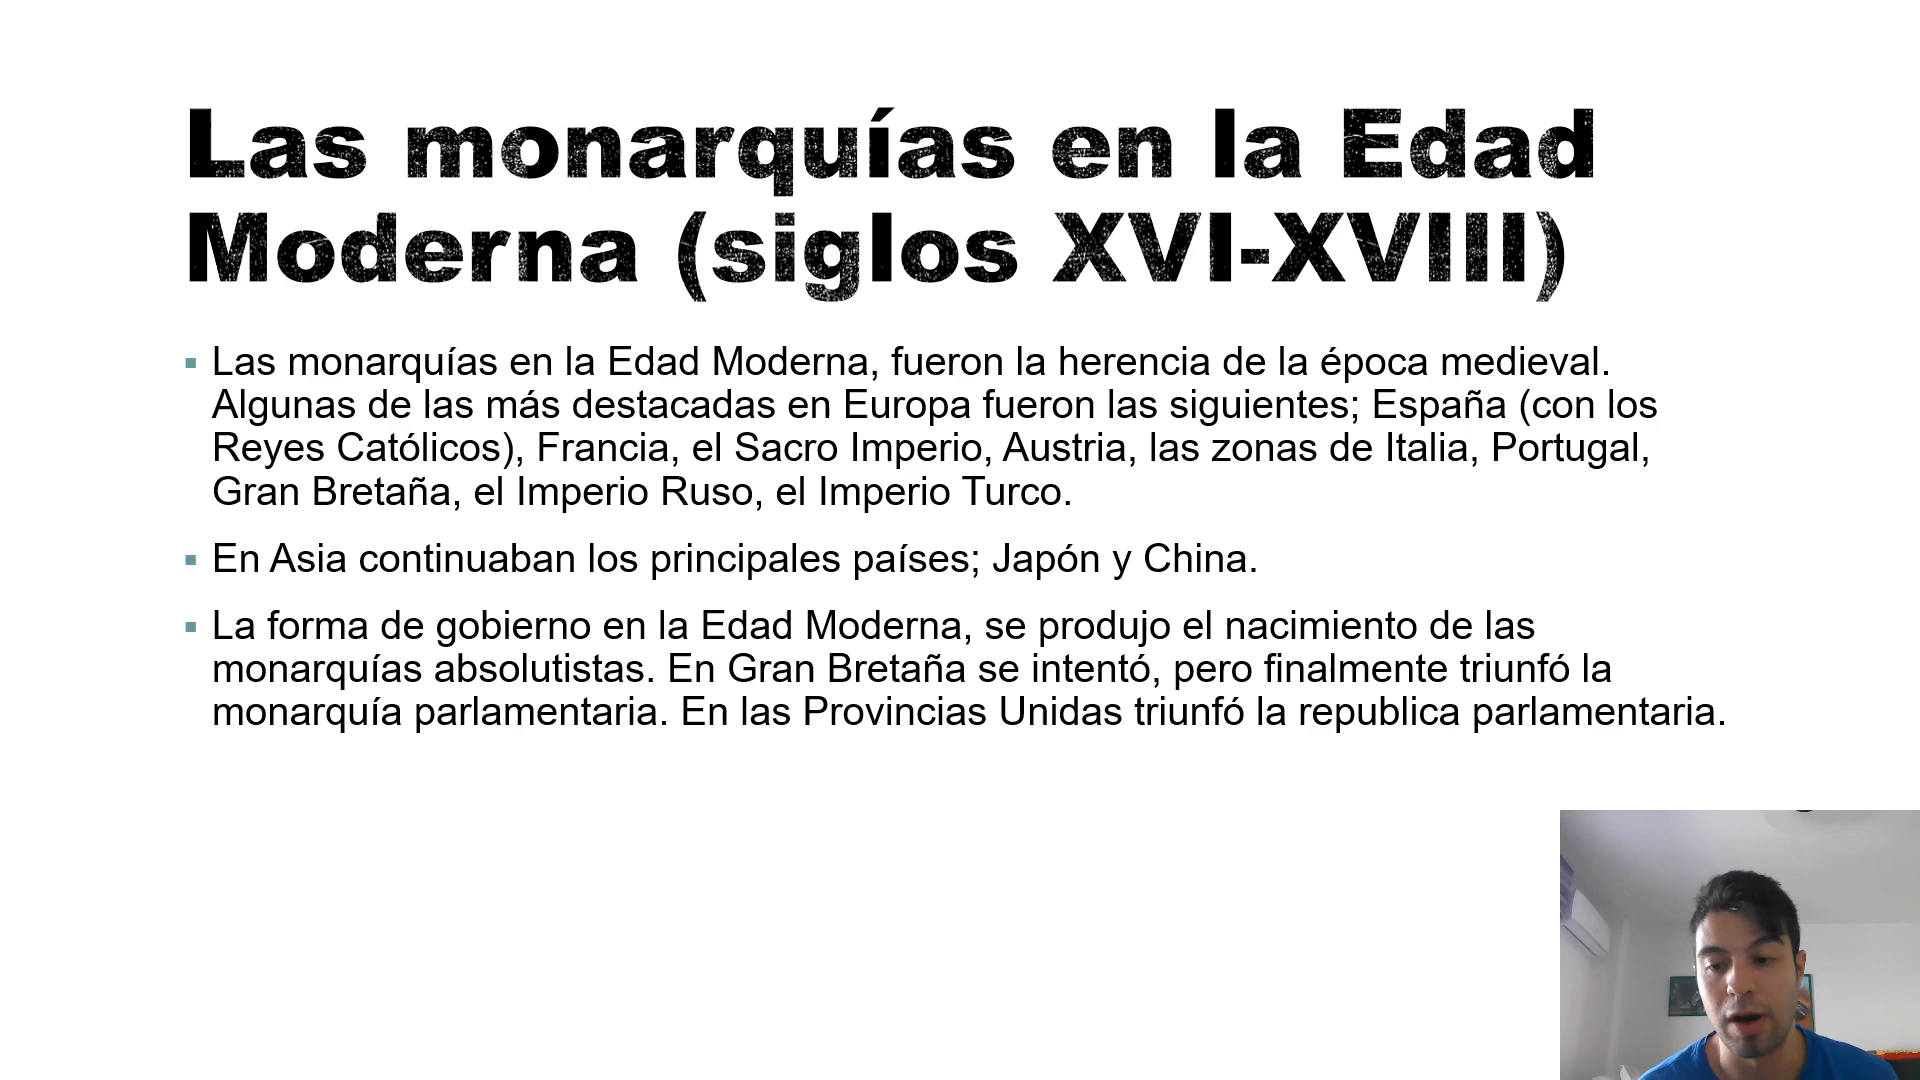 Las monarquías en la Edad
Moderna (siglos XVI-XVIII)
▪ Las monarquías en la Edad Moderna, fueron la herencia de la época medieval.
Algunas de las más destacadas en Europa fueron las siguientes; España (con los
Reyes Católicos), Francia, el Sacro Imperio, Austria, las zonas de Italia, Portugal,
Gran Bretaña, el Imperio Ruso, el Imperio Turco.
▪ En Asia continuaban los principales países; Japón y China.
▪ La forma de gobierno en la Edad Moderna, se produjo el nacimiento de las
monarquías absolutistas. En Gran Bretaña se intentó, pero finalmente triunfó la
monarquía parlamentaria. En las Provincias Unidas triunfó la republica parlamentaria.